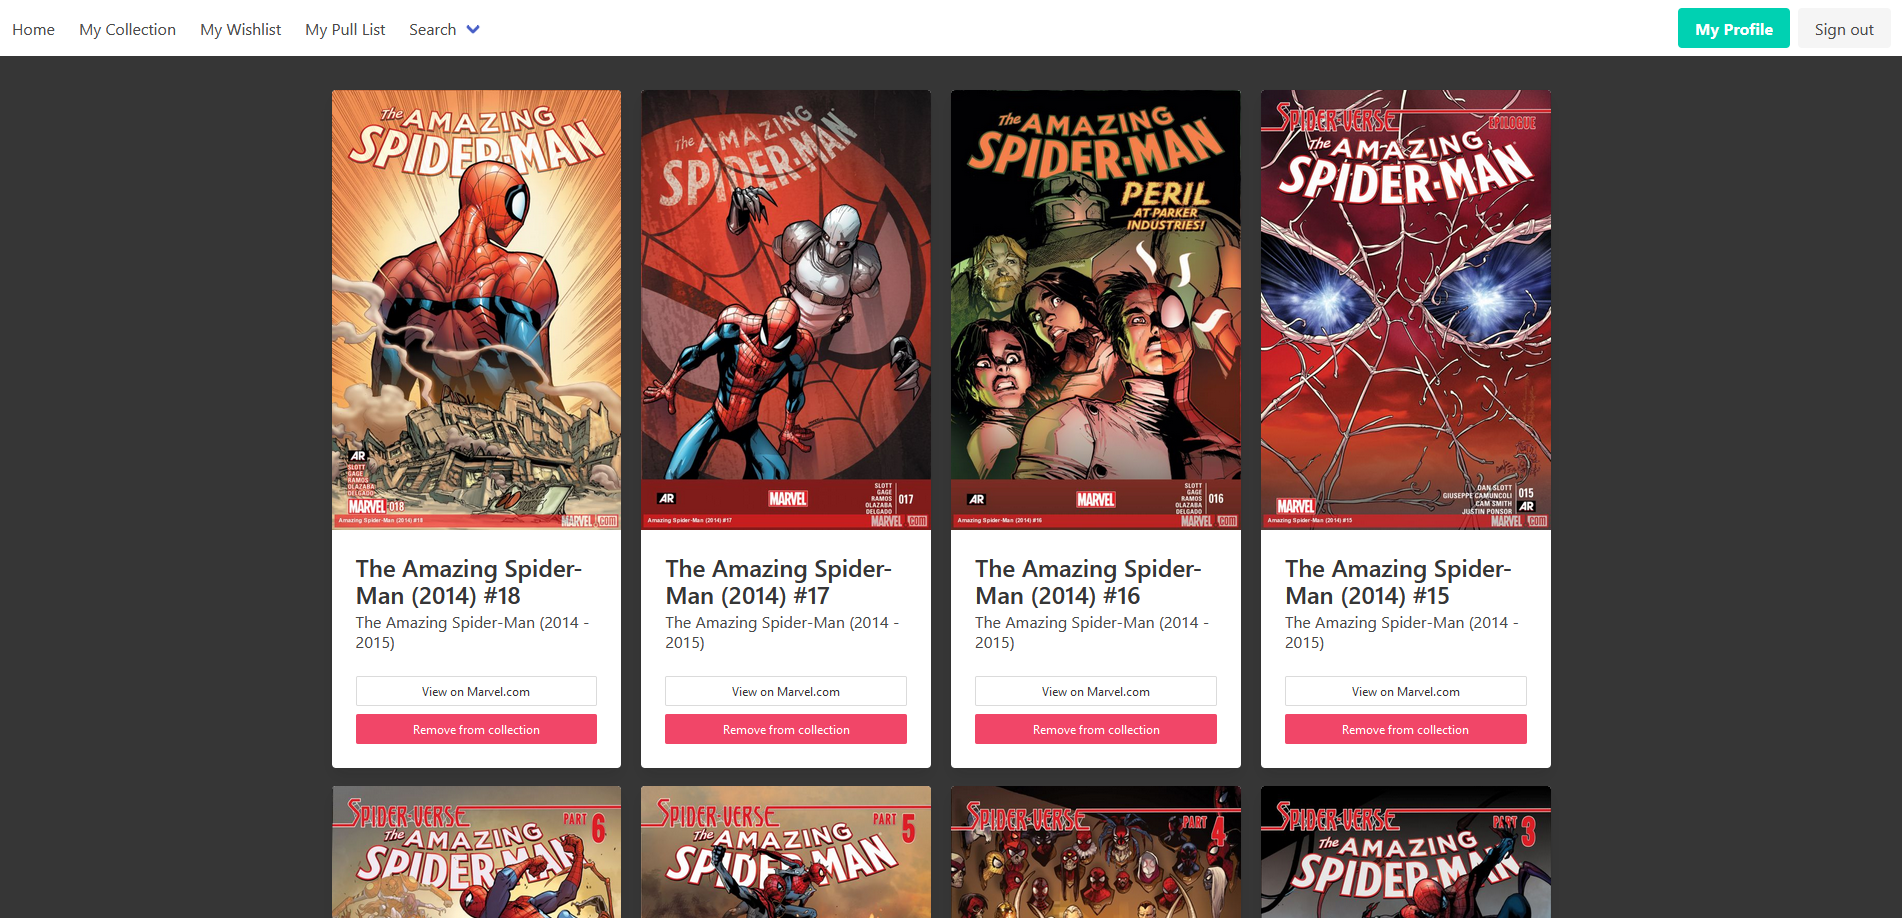 Home My Collection My Wishlist My Pull List Search My Profile Sign out
The AMAZING
SPIDER-MAN
AR
SLOTT
GAGE
RAMOS
OLAZABA
DELGADO
MARVEL 018
Amazing Spider-Man (2014) #18 MARVEL.COM
The AMAZING
SPIDER-MAN
AR MARVEL
SLOTT
GAGE
RAMOS
OLAZABA
DELGADO
017
Amazing Spider-Man (2014) #17 MARVEL.COM
The AMAZING
SPIDER-MAN
PERIL
AT PARKER
INDUSTRIES!
AR MARVEL
SLOTT
GAGE
RAMOS
OLAZABA
DELGADO
016
Amazing Spider-Man (2014) #16 MARVEL.COM
SPIDER-VERSE
EPILOGUE
The AMAZING
SPIDER-MAN
MARVEL
DAN SLOTT
GIUSEPPE CAMUNCOLI
CAM SMITH
JUSTIN PONSOR
015
AR
Amazing Spider-Man (2014) #15 MARVEL.COM
The Amazing Spider-
Man (2014) #18
The Amazing Spider-Man (2014 -
2015)
View on Marvel.com
Remove from collection
The Amazing Spider-
Man (2014) #17
The Amazing Spider-Man (2014 -
2015)
View on Marvel.com
Remove from collection
The Amazing Spider-
Man (2014) #16
The Amazing Spider-Man (2014 -
2015)
View on Marvel.com
Remove from collection
The Amazing Spider-
Man (2014) #15
The Amazing Spider-Man (2014 -
2015)
View on Marvel.com
Remove from collection
SPIDER-VERSE
PART 6
The AMAZING
SPIDER-MAN
SPIDER-VERSE
PART 5
The AMAZING
SPIDER-MAN
SPIDER-VERSE
PART 4
SPIDER-VERSE
PART 3
The AMAZING
SPIDER-MAN